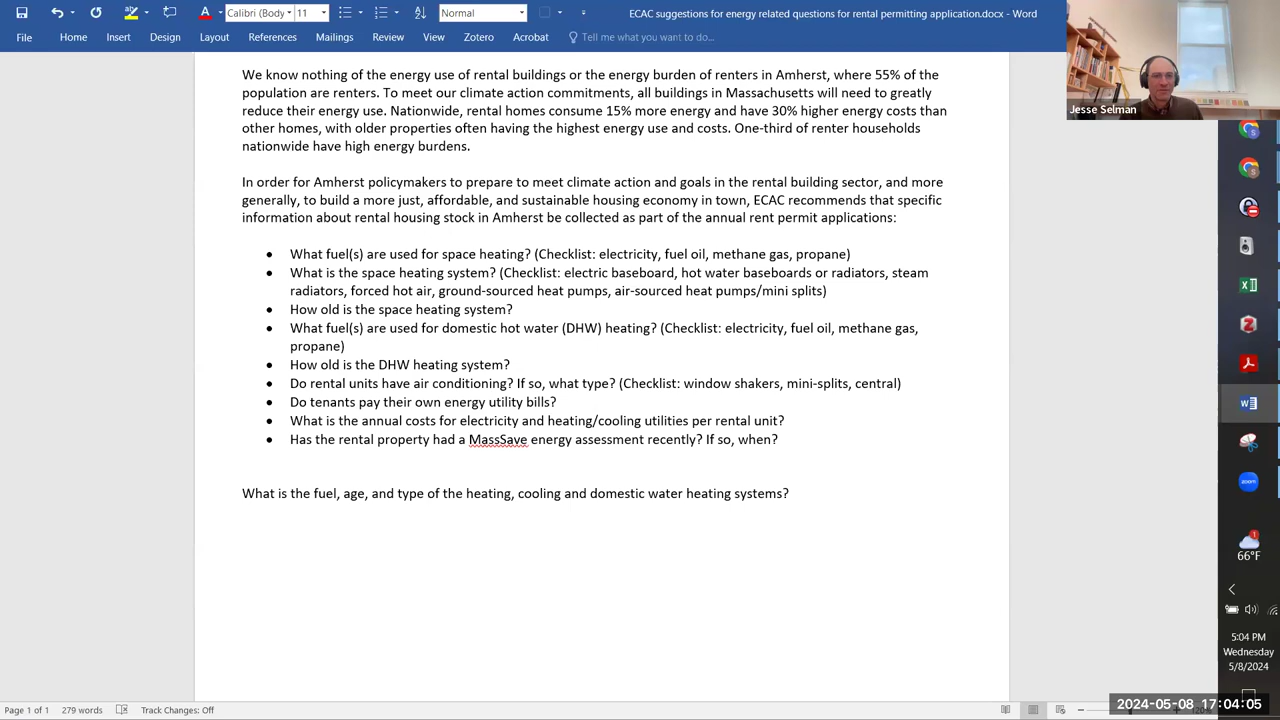 Calibri (Body
11
Normal
ECAC suggestions for energy related questions for rental permitting application.docx - Word
File
Home
Insert
Design
Layout
References
Mailings
Review
View
Zotero
Acrobat
Tell me what you want to do...
Jesse Selman
We know nothing of the energy use of rental buildings or the energy burden of renters in Amherst, where 55% of the
population are renters. To meet our climate action commitments, all buildings in Massachusetts will need to greatly
reduce their energy use. Nationwide, rental homes consume 15% more energy and have 30% higher energy costs than
other homes, with older properties often having the highest energy use and costs. One-third of renter households
nationwide have high energy burdens.
In order for Amherst policymakers to prepare to meet climate action and goals in the rental building sector, and more
generally, to build a more just, affordable, and sustainable housing economy in town, ECAC recommends that specific
information about rental housing stock in Amherst be collected as part of the annual rent permit applications:
• What fuel(s) are used for space heating? (Checklist: electricity, fuel oil, methane gas, propane)
• What is the space heating system? (Checklist: electric baseboard, hot water baseboards or radiators, steam
radiators, forced hot air, ground-sourced heat pumps, air-sourced heat pumps/mini splits)
• How old is the space heating system?
• What fuel(s) are used for domestic hot water (DHW) heating? (Checklist: electricity, fuel oil, methane gas,
propane)
• How old is the DHW heating system?
• Do rental units have air conditioning? If so, what type? (Checklist: window shakers, mini-splits, central)
• Do tenants pay their own energy utility bills?
• What is the annual costs for electricity and heating/cooling utilities per rental unit?
• Has the rental property had a MassSave energy assessment recently? If so, when?
What is the fuel, age, and type of the heating, cooling and domestic water heating systems?
zoom
1
66°F
5:04 PM
Wednesday
5/8/2024
Page 1 of 1
279 words
Track Changes: Off
2024-05-08 17:04:05